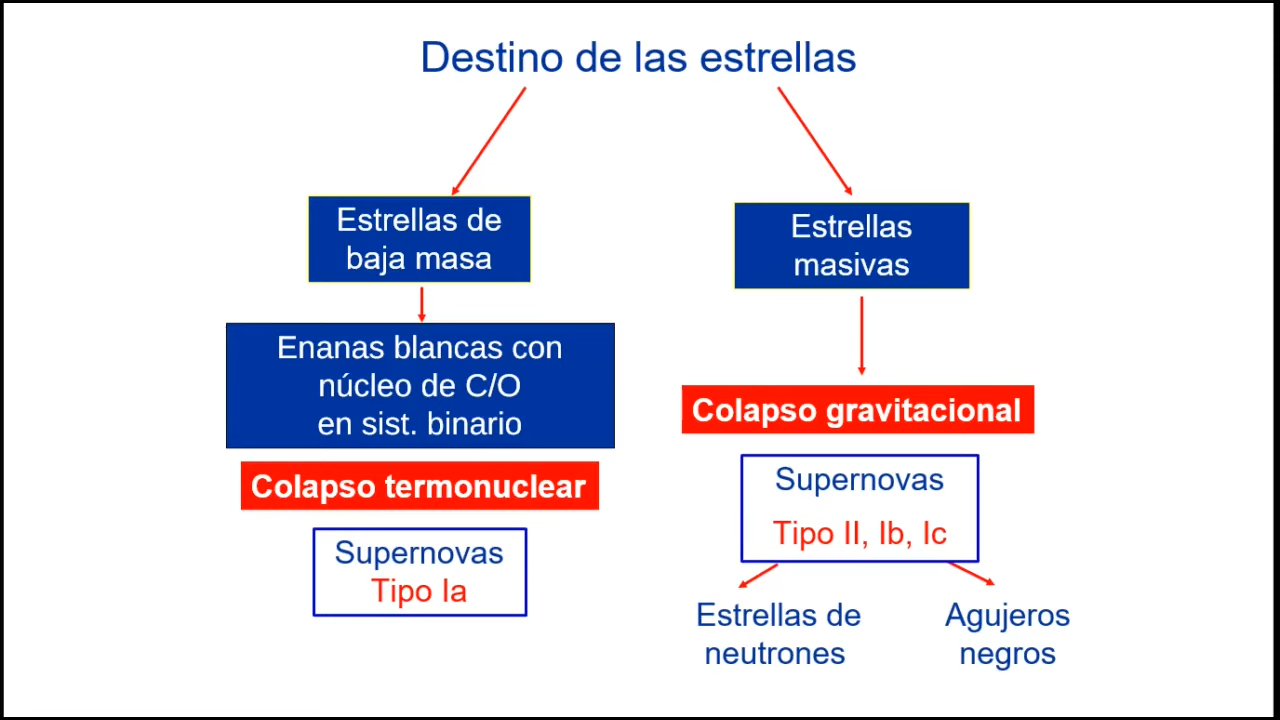 Destino de las estrellas
Estrellas de
baja masa
Enanas blancas con
núcleo de C/O
en sist. binario
Colapso termonuclear
Supernovas
Tipo Ia
Estrellas
masivas
Colapso gravitacional
Supernovas
Tipo II, Ib, Ic
Estrellas de
neutrones
Agujeros
negros